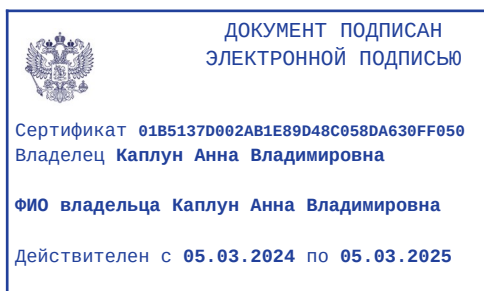 ДОКУМЕНТ ПОДПИСАН
ЭЛЕКТРОННОЙ ПОДПИСЬЮ
Сертификат 01B5137D002AB1E89D48C058DA630FF050
Владелец Каплун Анна Владимировна
ФИО владельца Каплун Анна Владимировна
Действителен с 05.03.2024 по 05.03.2025